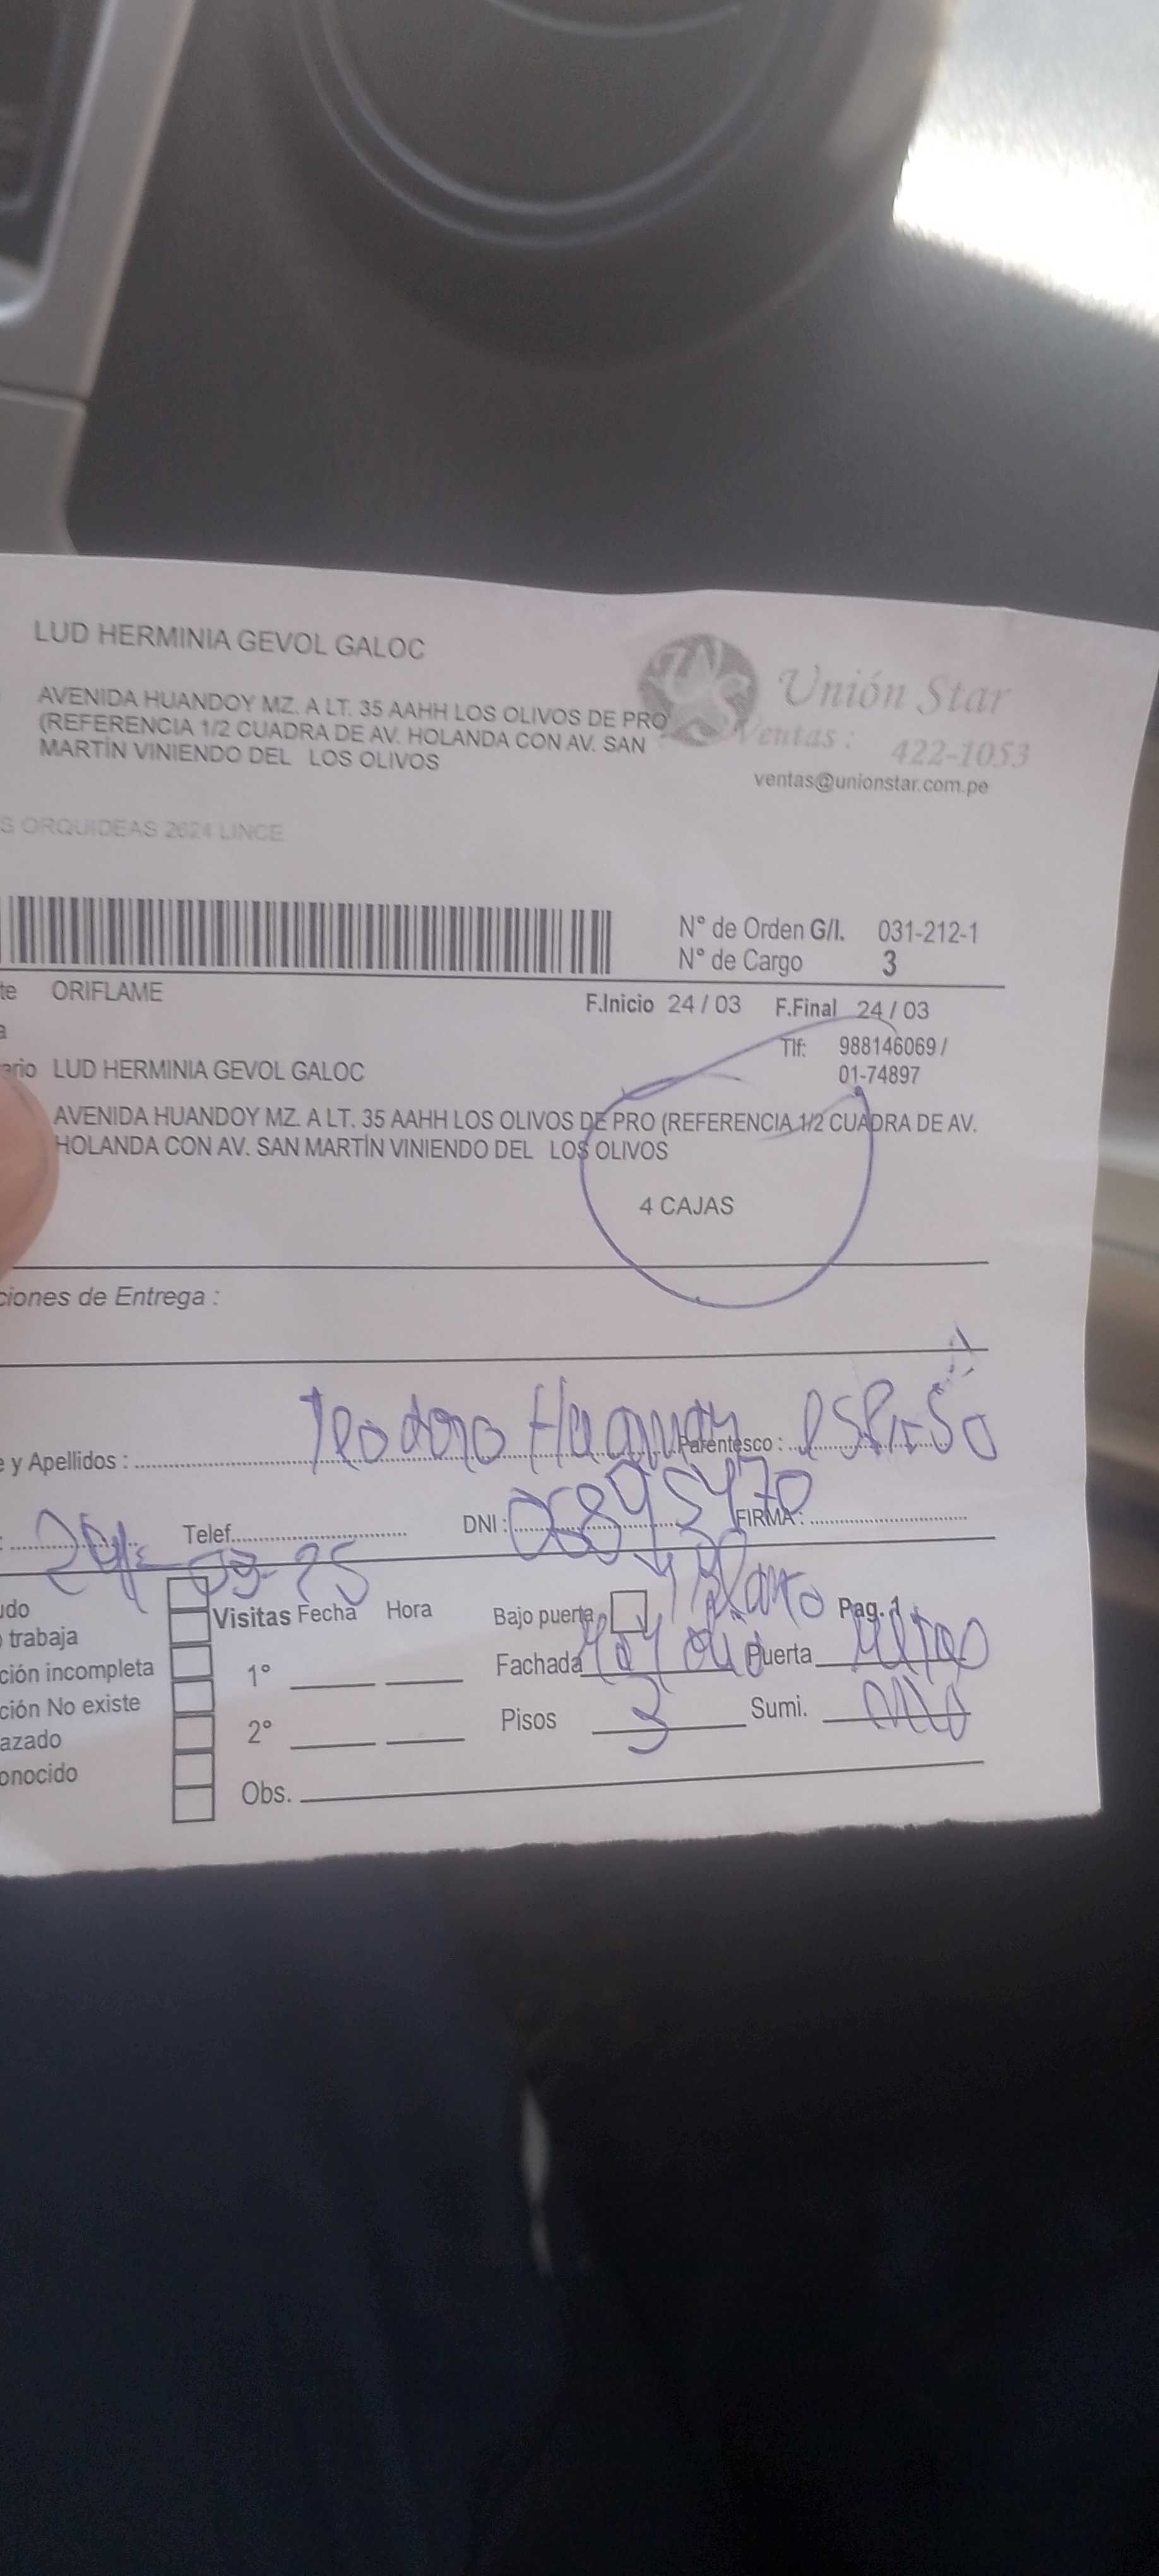 LUD HERMINIA GEVOL GALOC
AVENIDA HUANDOY MZ. A LT. 35 AAHH LOS OLIVOS DE PRO
(REFERENCIA 1/2 CUADRA DE AV. HOLANDA CON AV. SAN
MARTÍN VINIENDO DEL LOS OLIVOS
Unión Star
Ventas : 422-1053
ventas@unionstar.com.pe
S ORQUIDEAS 2624 LINCE
N° de Orden G/I. 031-212-1
N° de Cargo 3
te ORIFLAME
F.Inicio 24 / 03 F.Final 24 / 03
a
Tlf: 988146069 /
01-74897
ario LUD HERMINIA GEVOL GALOC
AVENIDA HUANDOY MZ. A LT. 35 AAHH LOS OLIVOS DE PRO (REFERENCIA 1/2 CUADRA DE AV.
HOLANDA CON AV. SAN MARTÍN VINIENDO DEL LOS OLIVOS
4 CAJAS
ciones de Entrega :
e y Apellidos : Teodoro Parentesco :
Telef. DNI : FIRMA :
03-25
udo
Visitas Fecha Hora Bajo puerta Pag. 1
o trabaja
ción incompleta 1° Fachada Puerta
ción No existe
azado 2° Pisos 3 Sumi.
onocido
Obs.